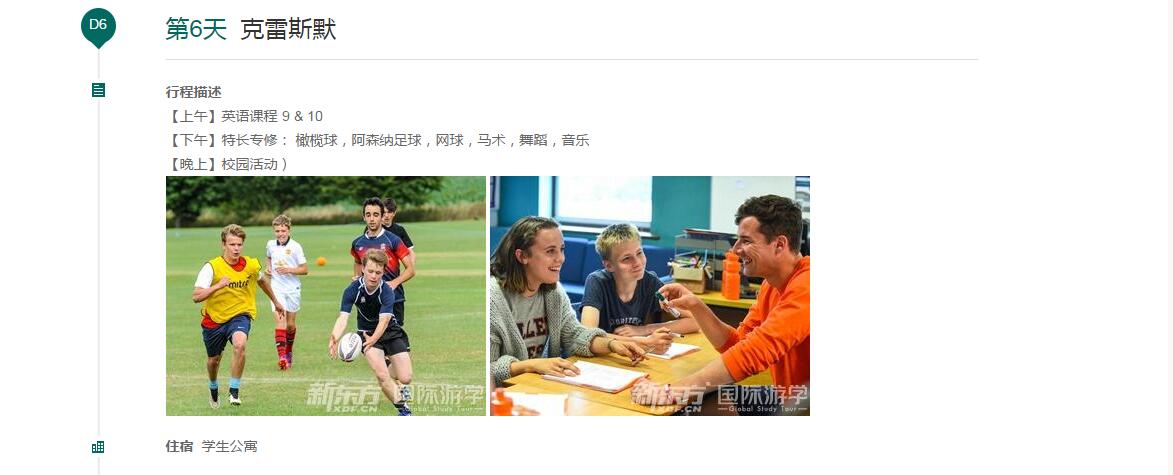 D6
第6天 克雷斯默
行程描述
【上午】英语课程 9 & 10
【下午】特长专修： 橄榄球，阿森纳足球，网球，马术，舞蹈，音乐
【晚上】校园活动）
mitre
新东方 国际游学
XDF.CN Global Study Tour
新东方 国际游学
XDF.CN Global Study Tour
住宿 学生公寓